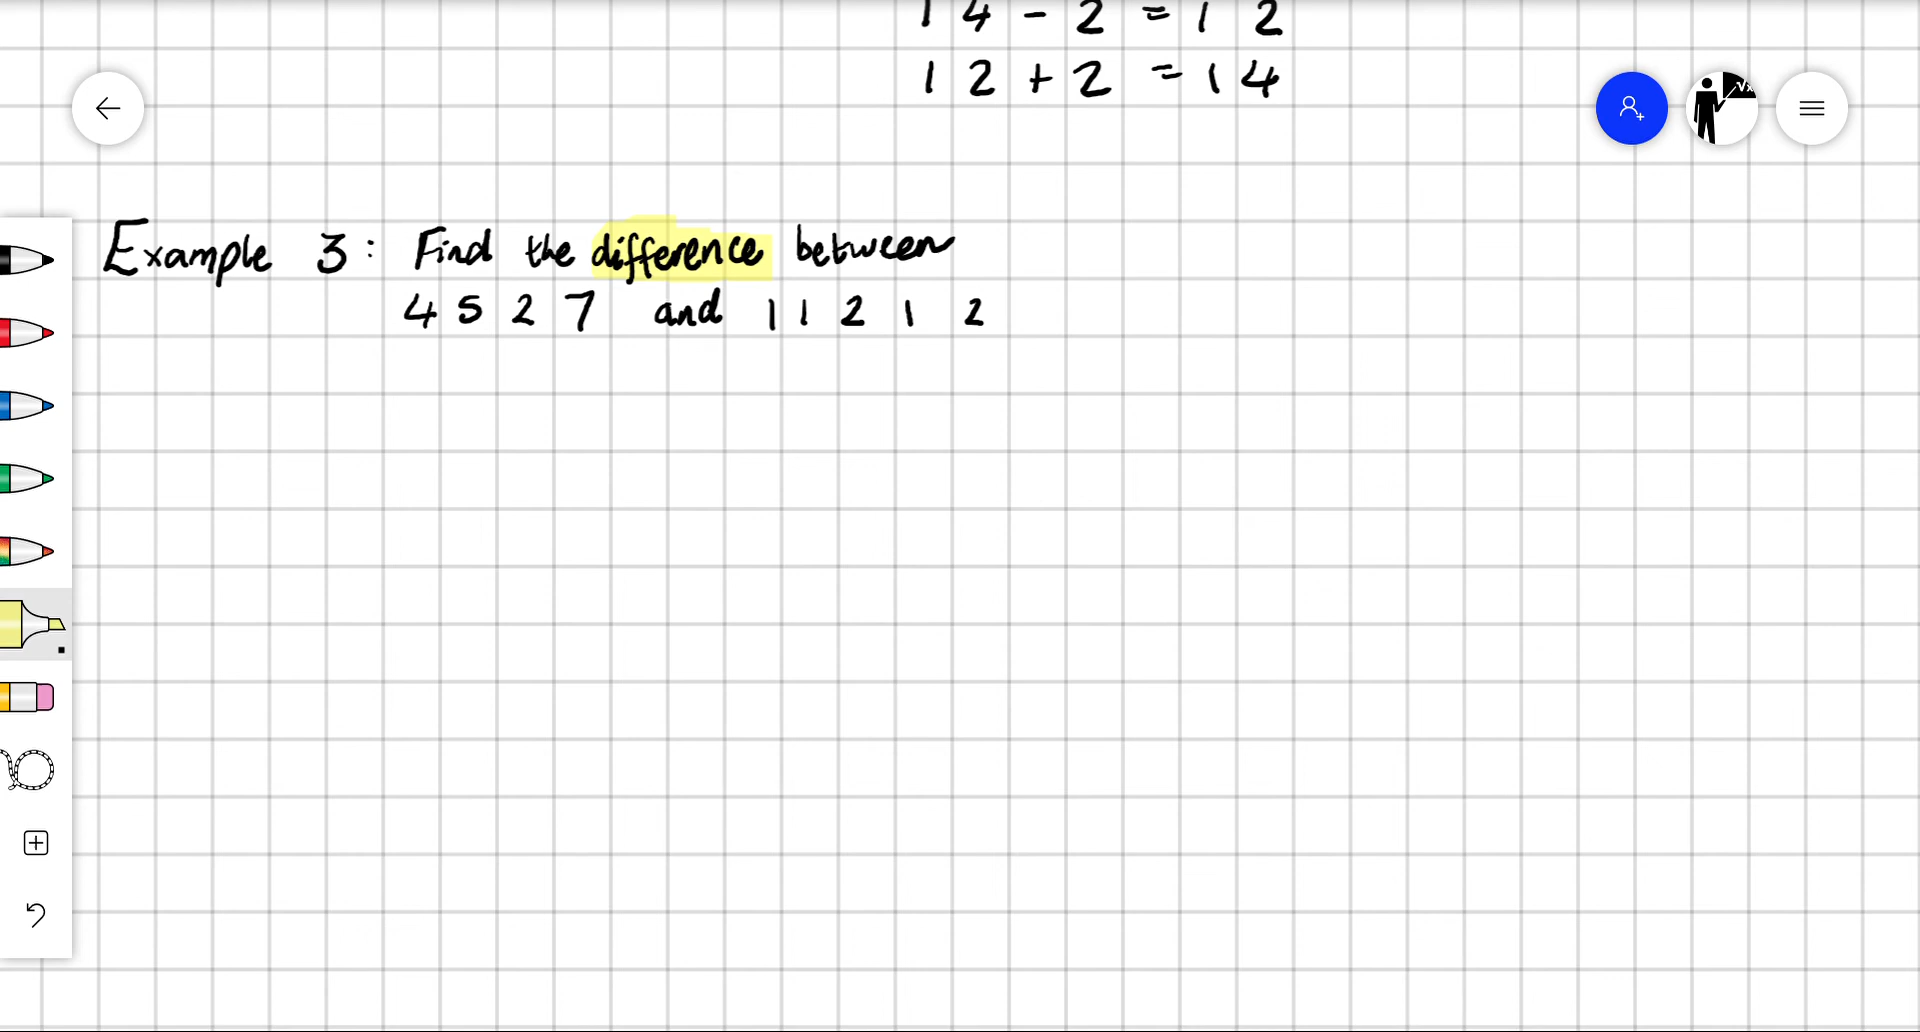 14 - 2 = 12
12 + 2 = 14
Example 3: Find the difference between
4527 and 11212